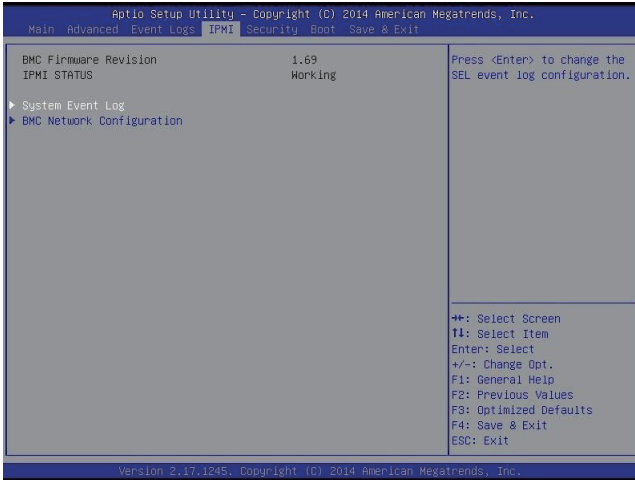 Aptio Setup Utility – Copyright (C) 2014 American Megatrends, Inc.
Main Advanced Event Logs IPMI Security Boot Save & Exit
BMC Firmware Revision 1.69
IPMI STATUS Working
System Event Log
BMC Network Configuration
Press <Enter> to change the
SEL event log configuration.
→←: Select Screen
↑↓: Select Item
Enter: Select
+/-: Change Opt.
F1: General Help
F2: Previous Values
F3: Optimized Defaults
F4: Save & Exit
ESC: Exit
Version 2.17.1245. Copyright (C) 2014 American Megatrends, Inc.